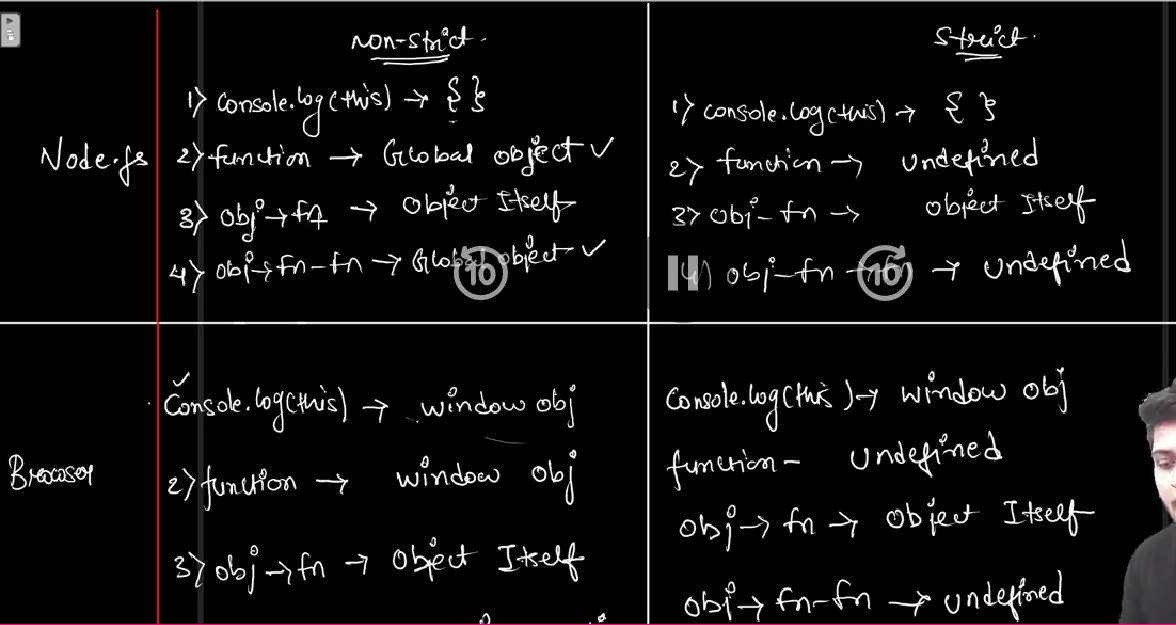 Non-strict.
Strict.
Node.js
1) console.log(this) → { }
2) function → Global object ✓
3) obj → fn → Object Itself
4) obj → fn - fn → Global object ✓
1) console.log(this) → { }
2) function → undefined
3) obj - fn → object Itself
4) obj - fn → → undefined
10
10
Browser
✓
Console.log(this) → window obj
2) function → window obj
3) obj → fn → Object Itself
Console.log(this) → window obj
function - undefined
obj → fn → Object Itself
obj → fn - fn → undefined